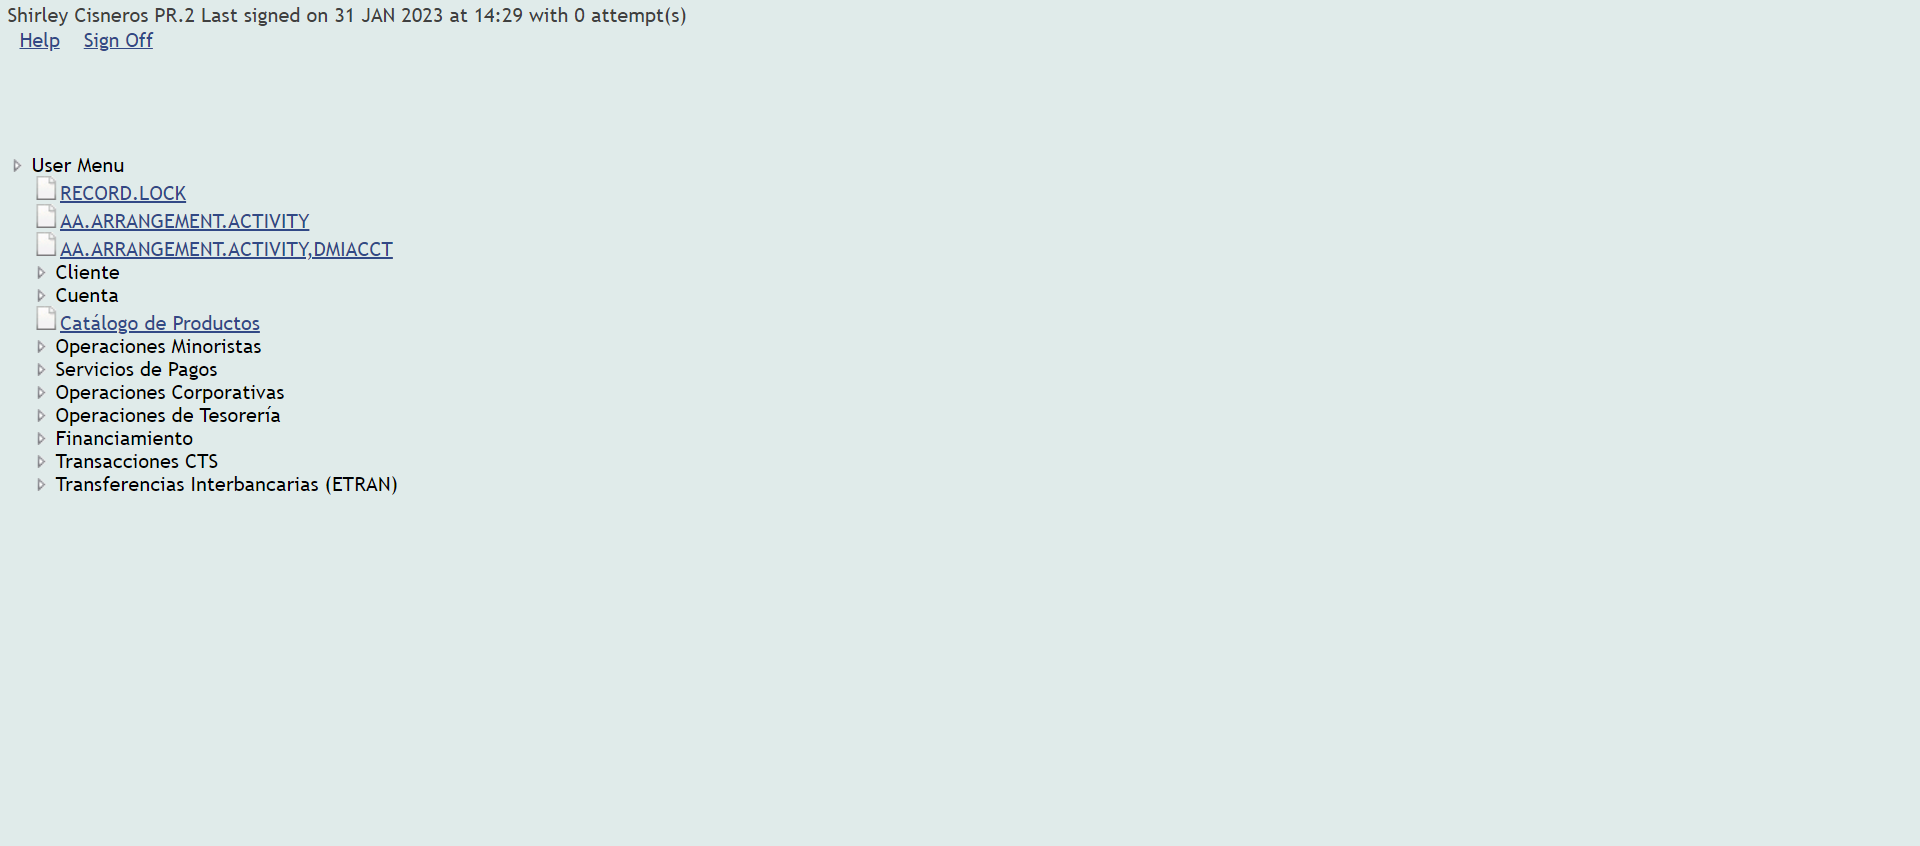 Shirley Cisneros PR.2 Last signed on 31 JAN 2023 at 14:29 with 0 attempt(s)
Help Sign Off
User Menu
RECORD.LOCK
AA.ARRANGEMENT.ACTIVITY
AA.ARRANGEMENT.ACTIVITY,DMIACCT
Cliente
Cuenta
Catálogo de Productos
Operaciones Minoristas
Servicios de Pagos
Operaciones Corporativas
Operaciones de Tesorería
Financiamiento
Transacciones CTS
Transferencias Interbancarias (ETRAN)